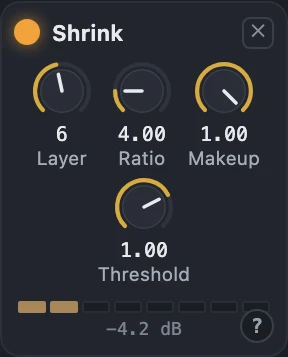 Shrink
6 4.00 1.00
Layer Ratio Makeup
1.00
Threshold
−4.2 dB ?